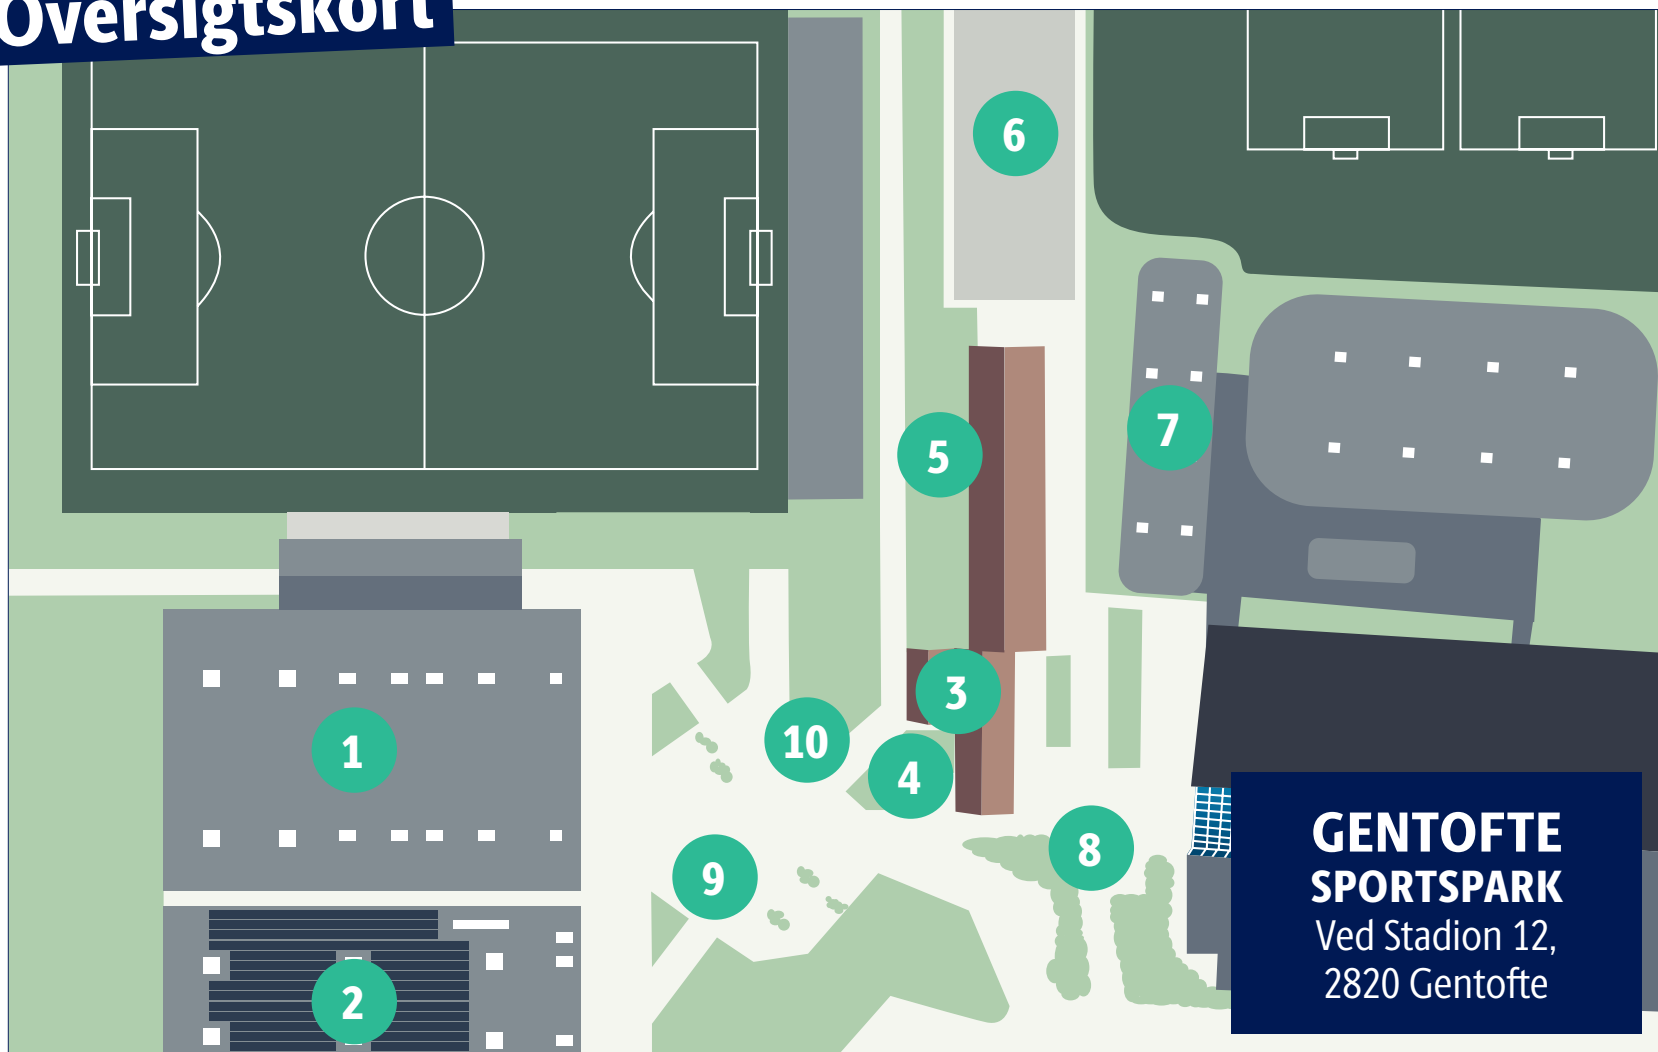 Oversigtskort
6
5
7
3
1
10
4
8
9
2
GENTOFTE
SPORTSPARK
Ved Stadion 12,
2820 Gentofte